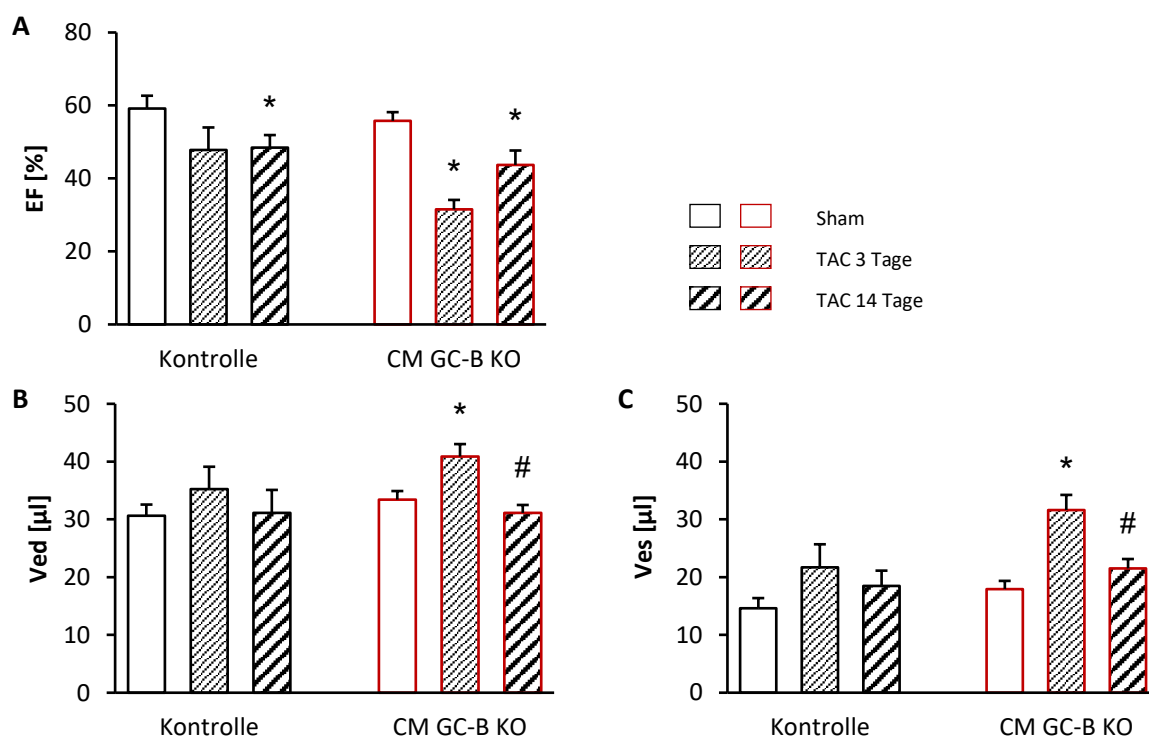 A
80
60
40
20
0
EF [%]
*
*
*
Kontrolle
CM GC-B KO
Sham
TAC 3 Tage
TAC 14 Tage
B
50
40
30
20
10
0
Ved [µl]
*
#
Kontrolle
CM GC-B KO
C
50
40
30
20
10
0
Ves [µl]
*
#
Kontrolle
CM GC-B KO